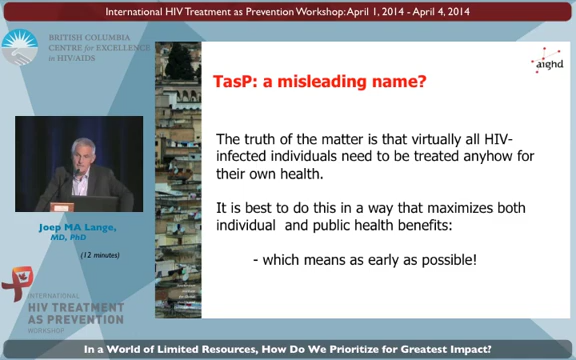 International HIV Treatment as Prevention Workshop: April 1, 2014 - April 4, 2014
BRITISH COLUMBIA
CENTRE for EXCELLENCE
in HIV/AIDS
aighd
TasP: a misleading name?
The truth of the matter is that virtually all HIV-
infected individuals need to be treated anyhow for
their own health.
It is best to do this in a way that maximizes both
individual and public health benefits:
- which means as early as possible!
Joep MA Lange,
MD, PhD
(12 minutes)
INTERNATIONAL
HIV TREATMENT
AS PREVENTION
WORKSHOP
In a World of Limited Resources, How Do We Prioritize for Greatest Impact?